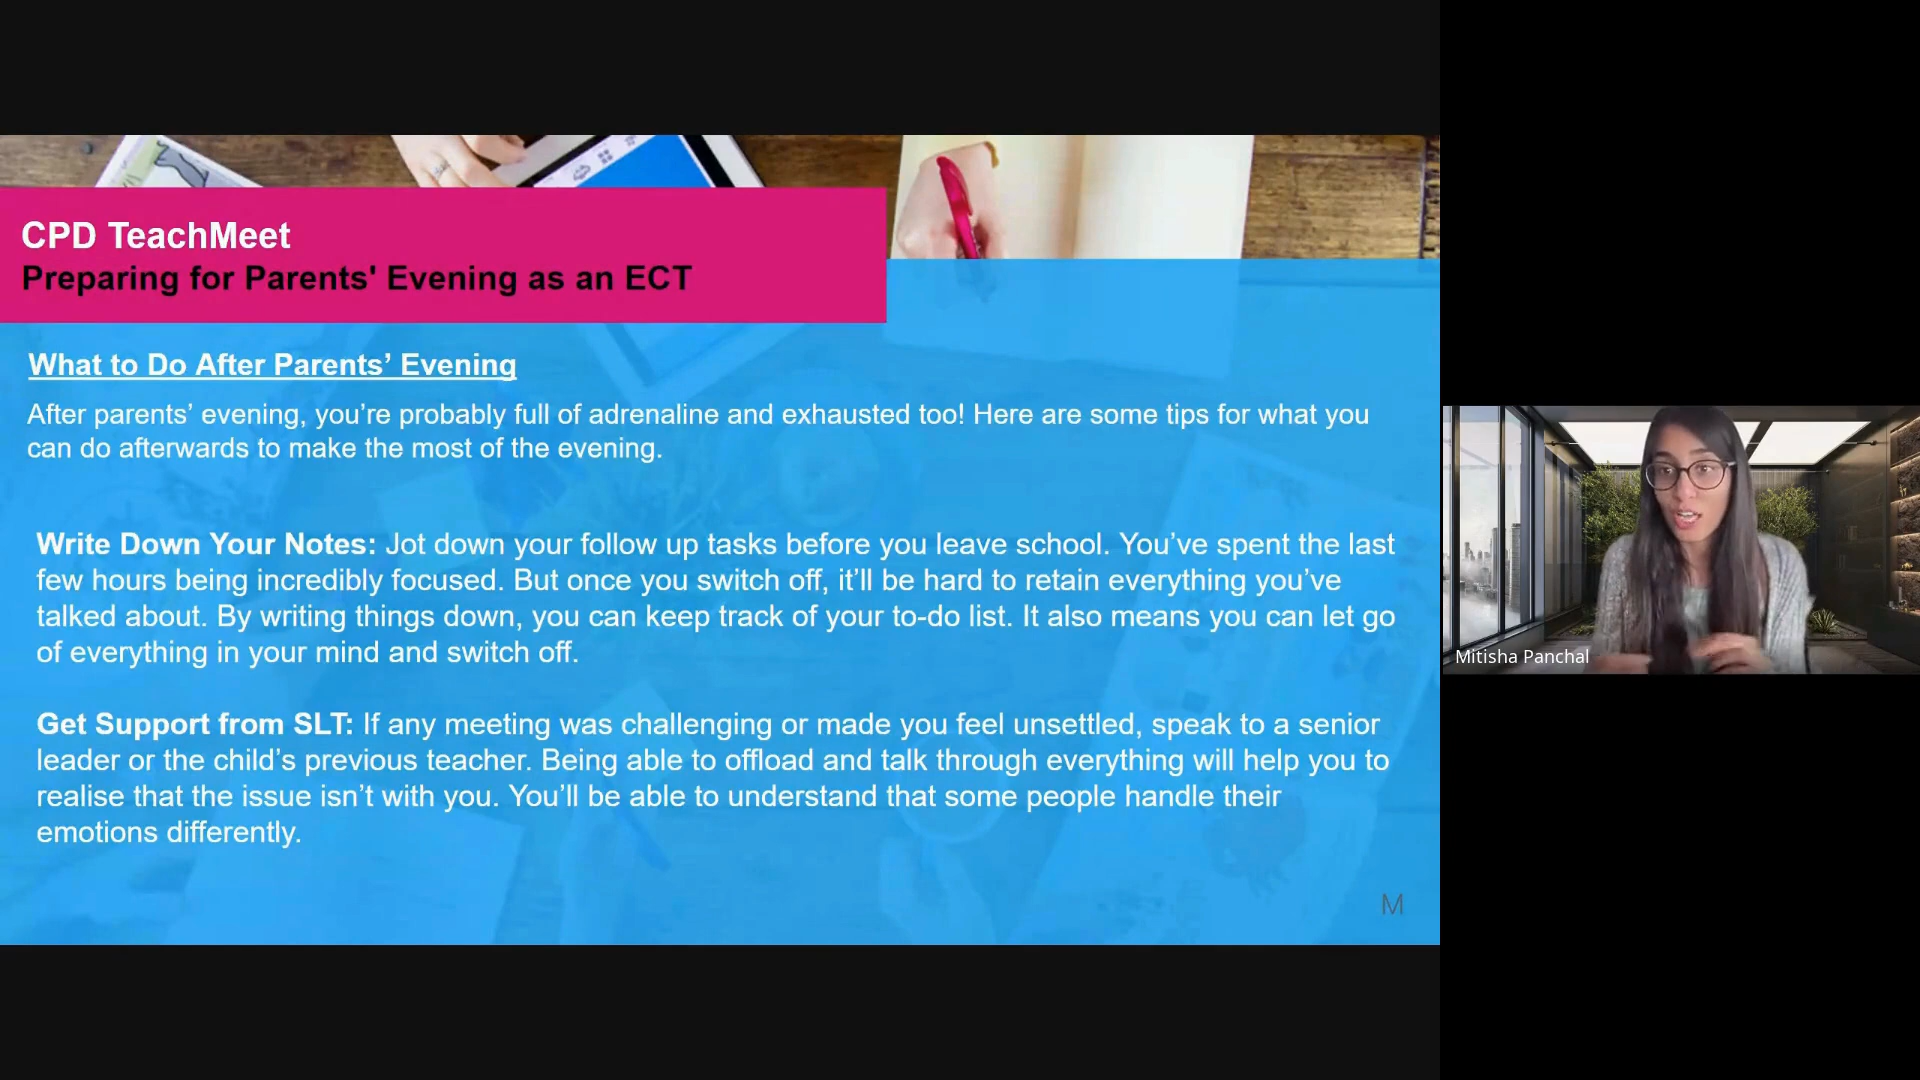 CPD TeachMeet
Preparing for Parents' Evening as an ECT
What to Do After Parents’ Evening
After parents’ evening, you’re probably full of adrenaline and exhausted too! Here are some tips for what you
can do afterwards to make the most of the evening.
Write Down Your Notes: Jot down your follow up tasks before you leave school. You’ve spent the last
few hours being incredibly focused. But once you switch off, it’ll be hard to retain everything you’ve
talked about. By writing things down, you can keep track of your to-do list. It also means you can let go
of everything in your mind and switch off.
Get Support from SLT: If any meeting was challenging or made you feel unsettled, speak to a senior
leader or the child’s previous teacher. Being able to offload and talk through everything will help you to
realise that the issue isn’t with you. You’ll be able to understand that some people handle their
emotions differently.
M
Mitisha Panchal